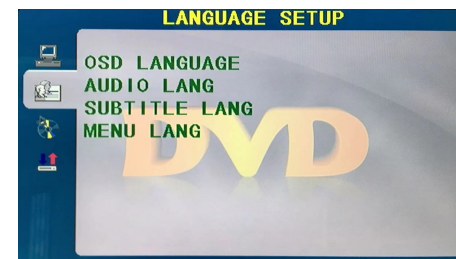 LANGUAGE SETUP
OSD LANGUAGE
AUDIO LANG
SUBTITLE LANG
MENU LANG
DVD